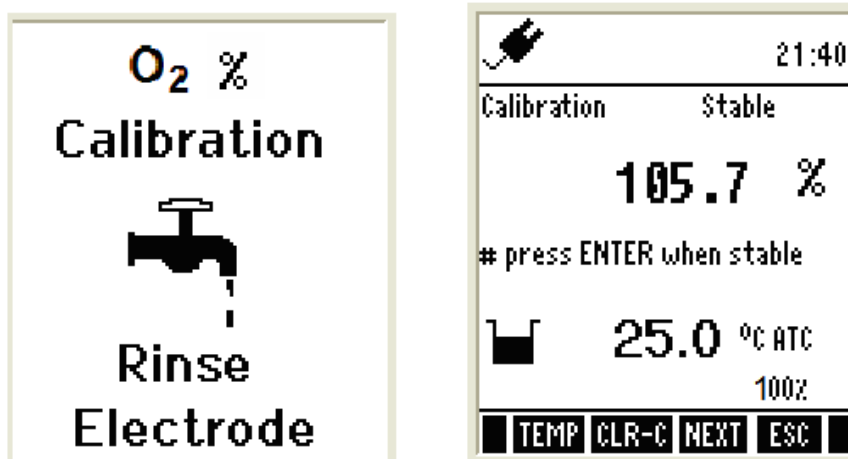 O₂ %
Calibration
Rinse
Electrode
21:40
Calibration Stable
105.7 %
# press ENTER when stable
25.0 ºC ATC
100%
TEMP CLR-C NEXT ESC